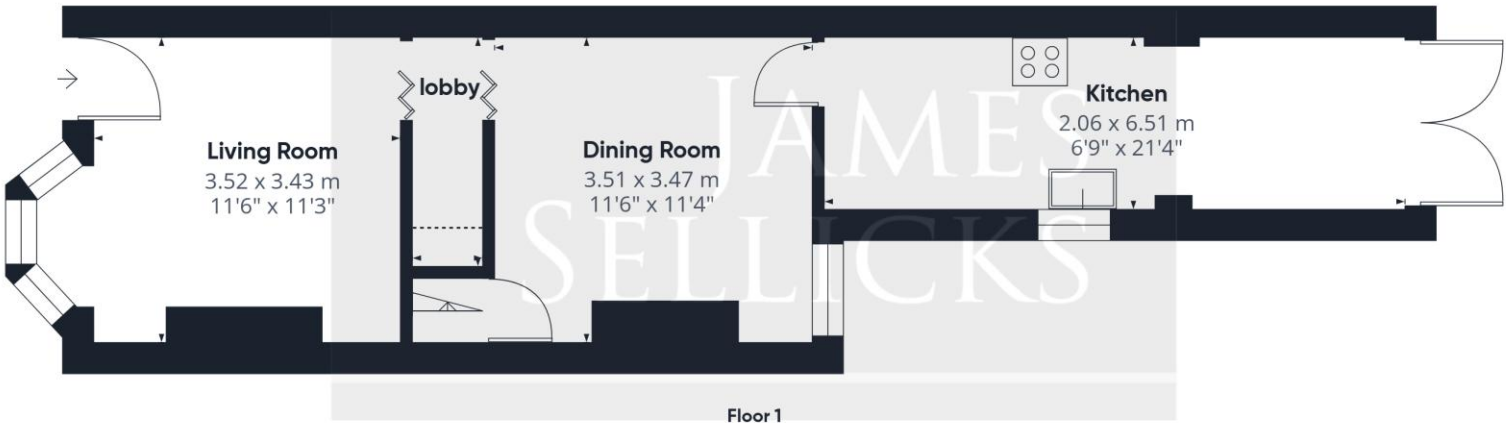 lobby
Living Room
3.52 x 3.43 m
11'6" x 11'3"
Dining Room
3.51 x 3.47 m
11'6" x 11'4"
Kitchen
2.06 x 6.51 m
6'9" x 21'4"
JAMES
SELLICKS
Floor 1